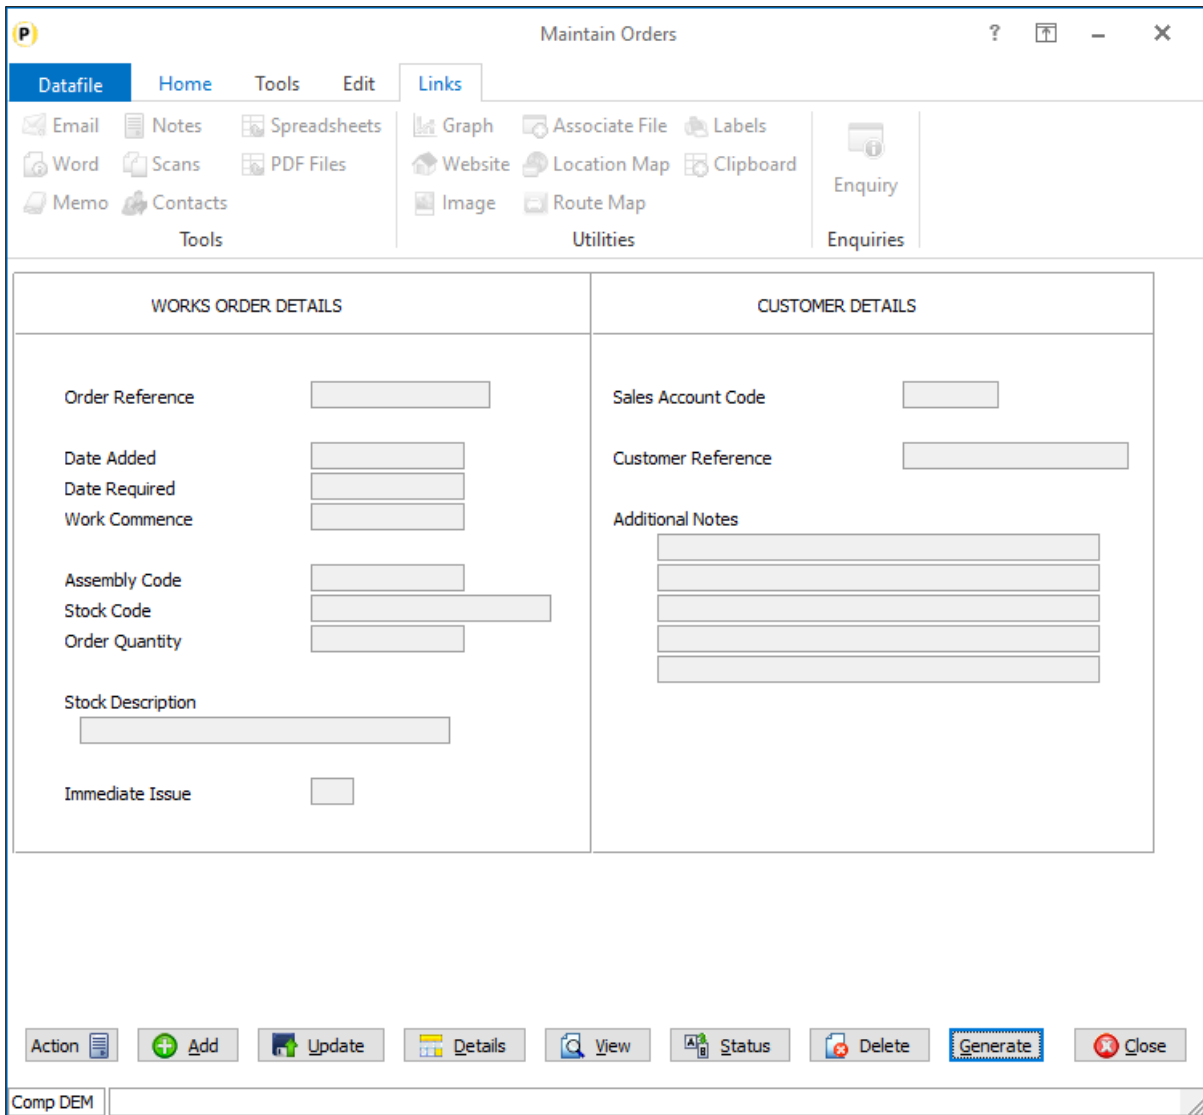 P Maintain Orders ?
Datafile Home Tools Edit Links
Email Notes Spreadsheets Graph Associate File Labels
Word Scans PDF Files Website Location Map Clipboard
Memo Contacts Image Route Map Enquiry
Tools Utilities Enquiries
WORKS ORDER DETAILS CUSTOMER DETAILS
Order Reference Sales Account Code
Date Added Customer Reference
Date Required
Work Commence Additional Notes
Assembly Code
Stock Code
Order Quantity
Stock Description
Immediate Issue
Action Add Update Details View Status Delete Generate Close
Comp DEM